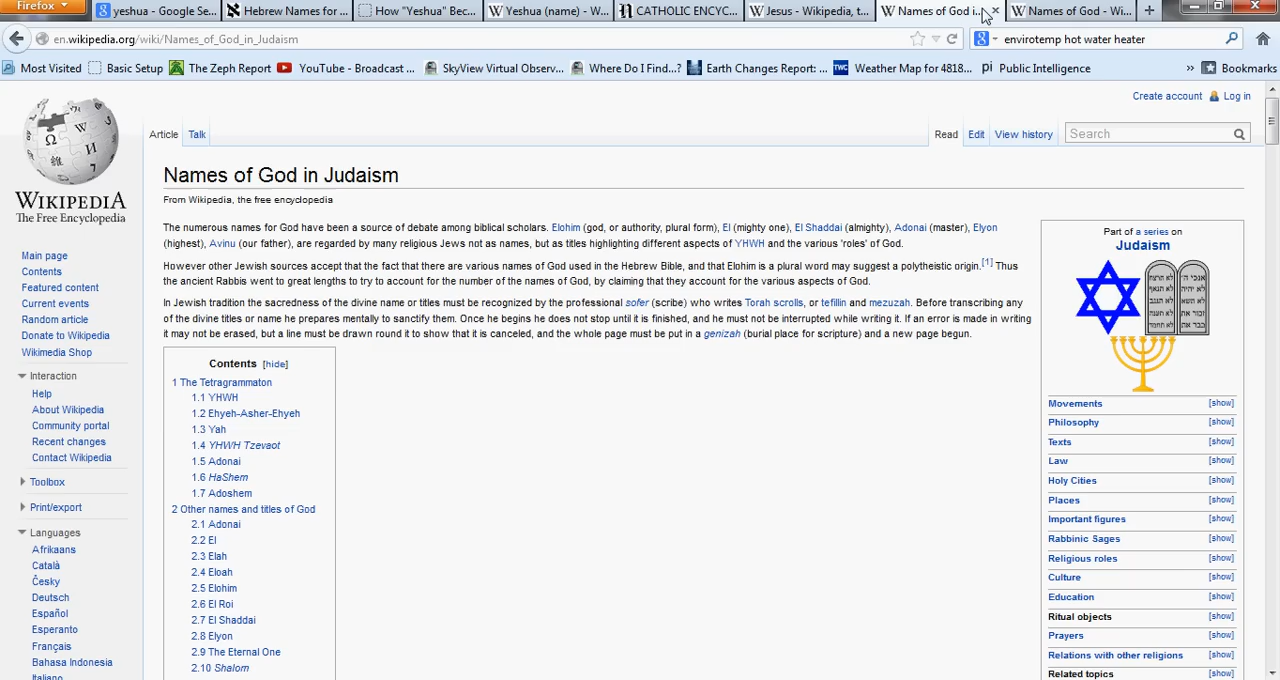 Firefox
yeshua - Google Se...
Hebrew Names for ...
How "Yeshua" Bec...
Yeshua (name) - W...
CATHOLIC ENCYC...
Jesus - Wikipedia, t...
Names of God i...
Names of God - Wi...
en.wikipedia.org/wiki/Names_of_God_in_Judaism
envirotemp hot water heater
Most Visited
Basic Setup
The Zeph Report
YouTube - Broadcast ...
SkyView Virtual Observ...
Where Do I Find...?
Earth Changes Report: ...
Weather Map for 4818...
Public Intelligence
»
Bookmarks
Create account
Log in
Article
Talk
Read
Edit
View history
Search
WIKIPEDIA
The Free Encyclopedia
Main page
Contents
Featured content
Current events
Random article
Donate to Wikipedia
Wikimedia Shop
Interaction
Help
About Wikipedia
Community portal
Recent changes
Contact Wikipedia
Toolbox
Print/export
Languages
Afrikaans
Català
Česky
Deutsch
Español
Esperanto
Français
Bahasa Indonesia
Italiano
Names of God in Judaism
From Wikipedia, the free encyclopedia
The numerous names for God have been a source of debate among biblical scholars. Elohim (god, or authority, plural form), El (mighty one), El Shaddai (almighty), Adonai (master), Elyon
(highest), Avinu (our father), are regarded by many religious Jews not as names, but as titles highlighting different aspects of YHWH and the various 'roles' of God.
However other Jewish sources accept that the fact that there are various names of God used in the Hebrew Bible, and that Elohim is a plural word may suggest a polytheistic origin.[1] Thus
the ancient Rabbis went to great lengths to try to account for the number of the names of God, by claiming that they account for the various aspects of God.
In Jewish tradition the sacredness of the divine name or titles must be recognized by the professional sofer (scribe) who writes Torah scrolls, or tefillin and mezuzah. Before transcribing any
of the divine titles or name he prepares mentally to sanctify them. Once he begins he does not stop until it is finished, and he must not be interrupted while writing it. If an error is made in writing
it may not be erased, but a line must be drawn round it to show that it is canceled, and the whole page must be put in a genizah (burial place for scripture) and a new page begun.
Contents [hide]
1 The Tetragrammaton
1.1 YHWH
1.2 Ehyeh-Asher-Ehyeh
1.3 Yah
1.4 YHWH Tzevaot
1.5 Adonai
1.6 HaShem
1.7 Adoshem
2 Other names and titles of God
2.1 Adonai
2.2 El
2.3 Elah
2.4 Eloah
2.5 Elohim
2.6 El Roi
2.7 El Shaddai
2.8 Elyon
2.9 The Eternal One
2.10 Shalom
Part of a series on
Judaism
Movements [show]
Philosophy [show]
Texts [show]
Law [show]
Holy Cities [show]
Places [show]
Important figures [show]
Rabbinic Sages [show]
Religious roles [show]
Culture [show]
Education [show]
Ritual objects [show]
Prayers [show]
Relations with other religions [show]
Related topics [show]